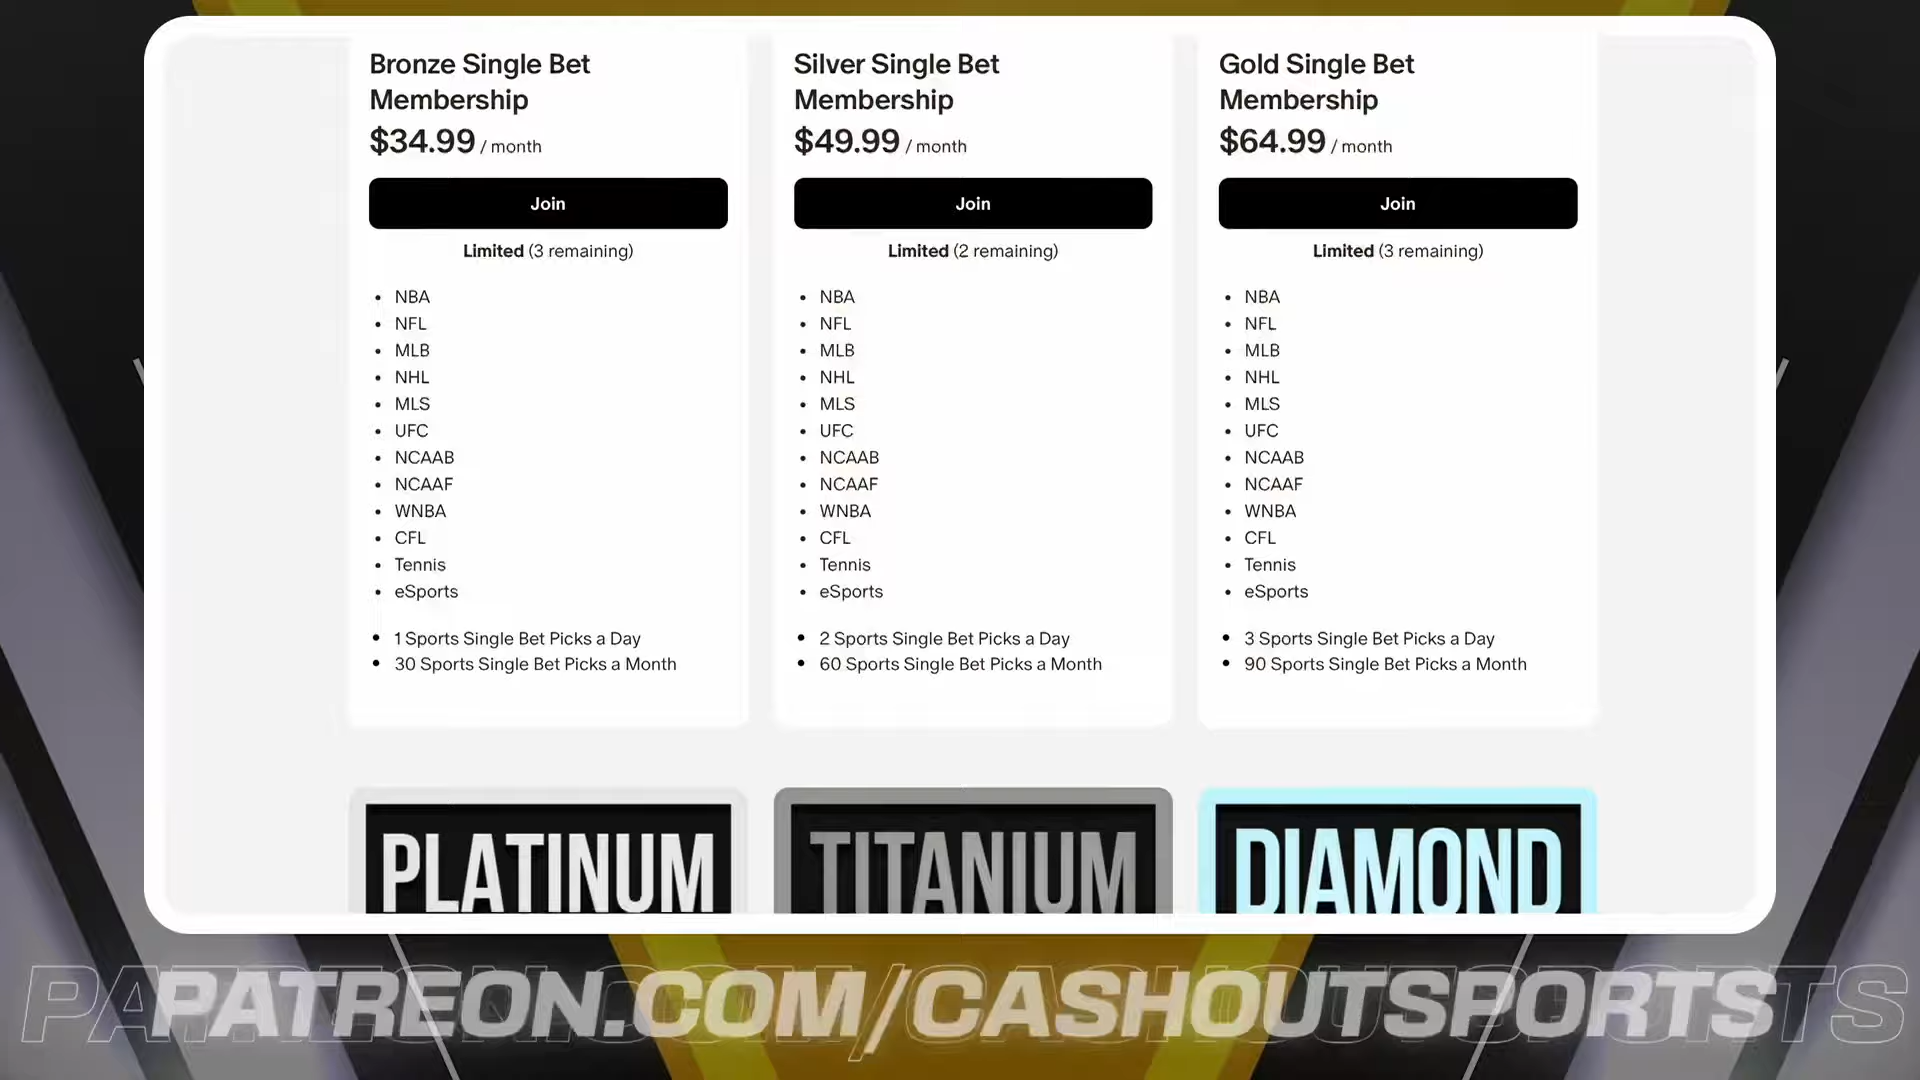 Bronze Single Bet
Membership
$34.99 / month
Join
Limited (3 remaining)
• NBA
• NFL
• MLB
• NHL
• MLS
• UFC
• NCAAB
• NCAAF
• WNBA
• CFL
• Tennis
• eSports
• 1 Sports Single Bet Picks a Day
• 30 Sports Single Bet Picks a Month
Silver Single Bet
Membership
$49.99 / month
Join
Limited (2 remaining)
• NBA
• NFL
• MLB
• NHL
• MLS
• UFC
• NCAAB
• NCAAF
• WNBA
• CFL
• Tennis
• eSports
• 2 Sports Single Bet Picks a Day
• 60 Sports Single Bet Picks a Month
Gold Single Bet
Membership
$64.99 / month
Join
Limited (3 remaining)
• NBA
• NFL
• MLB
• NHL
• MLS
• UFC
• NCAAB
• NCAAF
• WNBA
• CFL
• Tennis
• eSports
• 3 Sports Single Bet Picks a Day
• 90 Sports Single Bet Picks a Month
PLATINUM
TITANIUM
DIAMOND
PATREON.COM/CASHOUTSPORTS